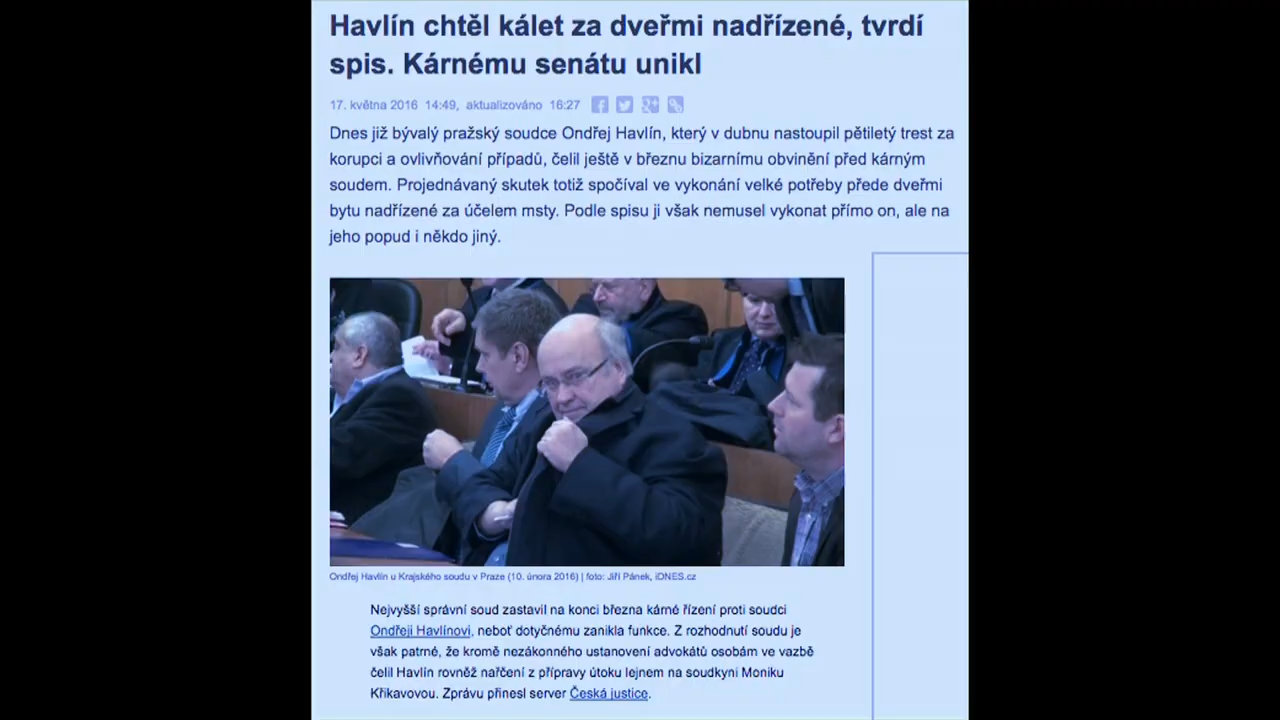 Havlín chtěl kálet za dveřmi nadřízené, tvrdí
spis. Kárnému senátu unikl
17. května 2016 14:49, aktualizováno 16:27
Dnes již bývalý pražský soudce Ondřej Havlín, který v dubnu nastoupil pětiletý trest za
korupci a ovlivňování případů, čelil ještě v březnu bizarnímu obvinění před kárným
soudem. Projednávaný skutek totiž spočíval ve vykonání velké potřeby přede dveřmi
bytu nadřízené za účelem msty. Podle spisu ji však nemusel vykonat přímo on, ale na
jeho popud i někdo jiný.
Ondřej Havlín u Krajského soudu v Praze (10. února 2016) | foto: Jiří Pánek, iDNES.cz
Nejvyšší správní soud zastavil na konci března kárné řízení proti soudci
Ondřeji Havlínovi, neboť dotyčnému zanikla funkce. Z rozhodnutí soudu je
však patrné, že kromě nezákonného ustanovení advokátů osobám ve vazbě
čelil Havlín rovněž nařčení z přípravy útoku lejnem na soudkyni Moniku
Křikavovou. Zprávu přinesl server Česká justice.